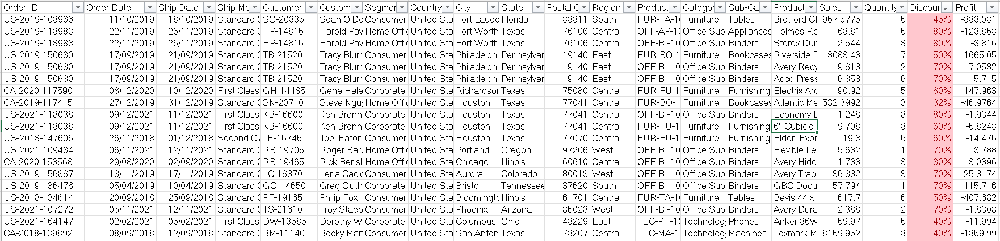 Order ID Order Date Ship Date Ship Mo Customer Custom Segmen Country City State Postal C Region Product Categor Sub-Ca Product Sales Quantity Discour Profit
US-2019-108966 11/10/2019 18/10/2019 Standard C SO-20335 Sean O'Do Consumer United Sta Fort Laude Florida 33311 South FUR-TA-10 Furniture Tables Bretford CI 957.5775 5 45% -383.031
US-2019-118983 22/11/2019 26/11/2019 Standard C HP-14815 Harold Pav Home Offic United Sta Fort Worth Texas 76106 Central OFF-AP-10 Office Sup Appliances Holmes Re 68.81 5 80% -123.858
US-2019-118983 22/11/2019 26/11/2019 Standard C HP-14815 Harold Pav Home Offic United Sta Fort Worth Texas 76106 Central OFF-BI-10 Office Sup Binders Storex Dur 2.544 3 80% -3.816
US-2019-150630 17/09/2019 21/09/2019 Standard C TB-21520 Tracy Blum Consumer United Sta Philadelphi Pennsylvan 19140 East FUR-BO-1 Furniture Bookcases Riverside F 3083.43 7 50% -1665.05
US-2019-150630 17/09/2019 21/09/2019 Standard C TB-21520 Tracy Blum Consumer United Sta Philadelphi Pennsylvan 19140 East OFF-BI-10 Office Sup Binders Avery Recy 9.618 2 70% -7.0532
US-2019-150630 17/09/2019 21/09/2019 Standard C TB-21520 Tracy Blum Consumer United Sta Philadelphi Pennsylvan 19140 East OFF-BI-10 Office Sup Binders Acco Press 6.858 6 70% -5.715
CA-2020-117590 08/12/2020 10/12/2020 First Class GH-14485 Gene Hale Corporate United Sta Richardson Texas 75080 Central FUR-FU-1 Furniture Furnishings Electrix Arc 190.92 5 60% -147.963
CA-2019-117415 27/12/2019 31/12/2019 Standard C SN-20710 Steve Nguy Home Offic United Sta Houston Texas 77041 Central FUR-BO-1 Furniture Bookcases Atlantic Me 532.3992 3 32% -46.9764
US-2021-118038 09/12/2021 11/12/2021 First Class KB-16600 Ken Brenn Corporate United Sta Houston Texas 77041 Central OFF-BI-10 Office Sup Binders Economy B 1.248 3 80% -1.9344
US-2021-118038 09/12/2021 11/12/2021 First Class KB-16600 Ken Brenn Corporate United Sta Houston Texas 77041 Central FUR-FU-1 Furniture Furnishing 6" Cubicle 9.708 3 60% -5.8248
US-2018-147606 26/11/2018 01/12/2018 Second Cla JE-15745 Joel Eaton Consumer United Sta Houston Texas 77070 Central FUR-FU-1 Furniture Furnishings Eldon Expr 19.3 5 60% -14.475
US-2021-109484 06/11/2021 12/11/2021 Standard C RB-19705 Roger Barc Home Offic United Sta Portland Oregon 97206 West OFF-BI-10 Office Sup Binders Flexible Le 5.682 1 70% -3.788
CA-2020-158568 29/08/2020 02/09/2020 Standard C RB-19465 Rick Bensl Home Offic United Sta Chicago Illinois 60610 Central OFF-BI-10 Office Sup Binders Avery Hidd 1.788 3 80% -3.0396
US-2019-156867 13/11/2019 17/11/2019 Standard C LC-16870 Lena Cacic Consumer United Sta Aurora Colorado 80013 West OFF-BI-10 Office Sup Binders Avery Trap 36.882 3 70% -25.8174
US-2019-136476 05/04/2019 10/04/2019 Standard C GG-14650 Greg Guth Corporate United Sta Bristol Tennessee 37620 South OFF-BI-10 Office Sup Binders GBC Docu 157.794 1 70% -115.716
US-2018-134614 20/09/2018 25/09/2018 Standard C PF-19165 Philip Fox Consumer United Sta Bloomingto Illinois 61701 Central FUR-TA-10 Furniture Tables Bevis 44 x 617.7 6 50% -407.682
US-2021-107272 05/11/2021 12/11/2021 Standard C TS-21610 Troy Staeb Consumer United Sta Phoenix Arizona 85023 West OFF-BI-10 Office Sup Binders Avery Dura 2.388 2 70% -1.8308
US-2021-164147 02/02/2021 05/02/2021 First Class DW-13585 Dorothy W Corporate United Sta Columbus Ohio 43229 East TEC-PH-10 Technology Phones Anker 36W 59.97 5 40% -11.994
CA-2018-139892 08/09/2018 12/09/2018 Standard C BM-11140 Becky Mar Consumer United Sta San Anton Texas 78207 Central TEC-MA-10 Technology Machines Lexmark M 8159.952 8 40% -1359.99